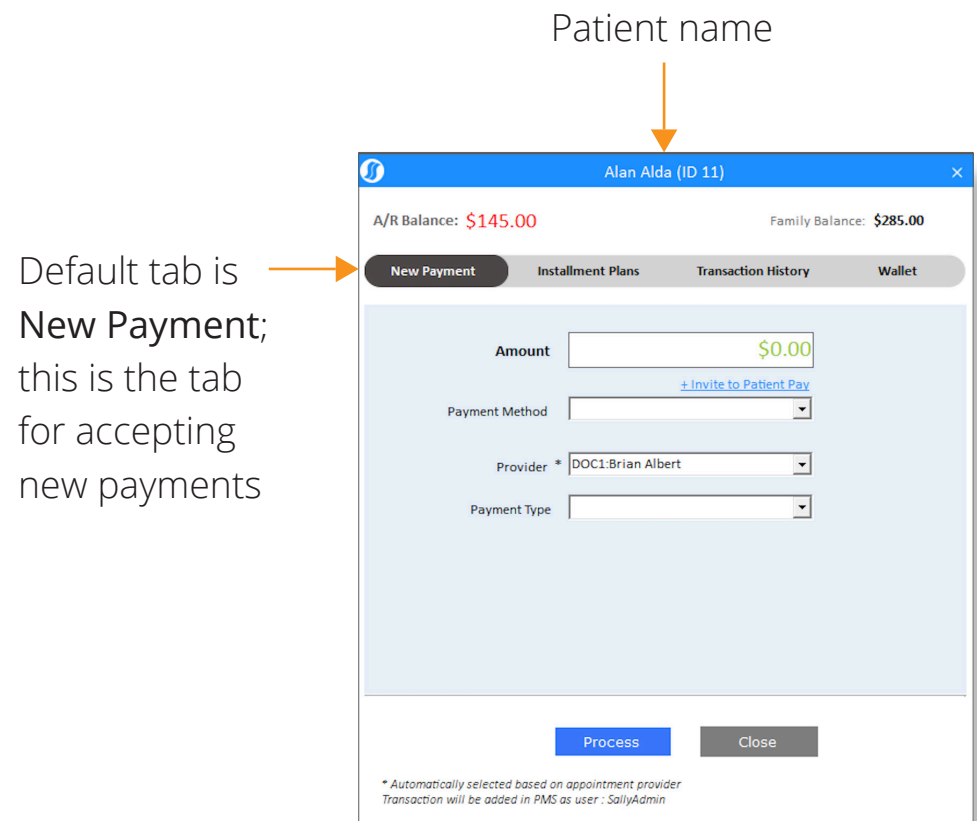 Patient name
Alan Alda (ID 11)
A/R Balance: $145.00 Family Balance: $285.00
Default tab is
New Payment;
this is the tab
for accepting
new payments
New Payment Installment Plans Transaction History Wallet
Amount $0.00
+ Invite to Patient Pay
Payment Method
Provider * DOC1:Brian Albert
Payment Type
Process Close
* Automatically selected based on appointment provider
Transaction will be added in PMS as user : SallyAdmin